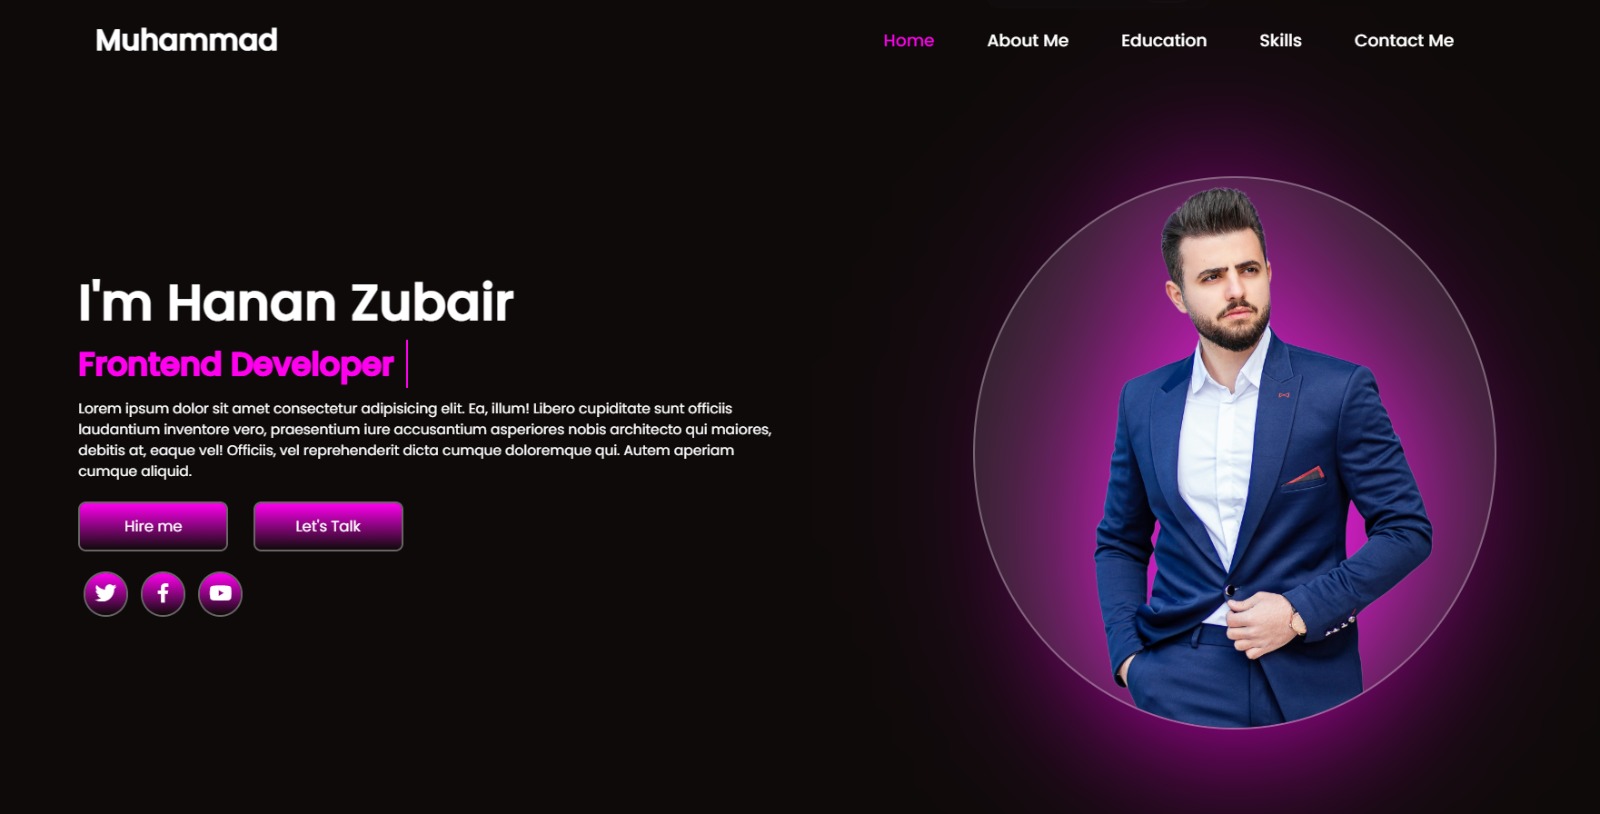 Muhammad
Home About Me Education Skills Contact Me
I'm Hanan Zubair
Frontend Developer
Lorem ipsum dolor sit amet consectetur adipisicing elit. Ea, illum! Libero cupiditate sunt officiis
laudantium inventore vero, praesentium iure accusantium asperiores nobis architecto qui maiores,
debitis at, eaque vel! Officiis, vel reprehenderit dicta cumque doloremque qui. Autem aperiam
cumque aliquid.
Hire me Let's Talk